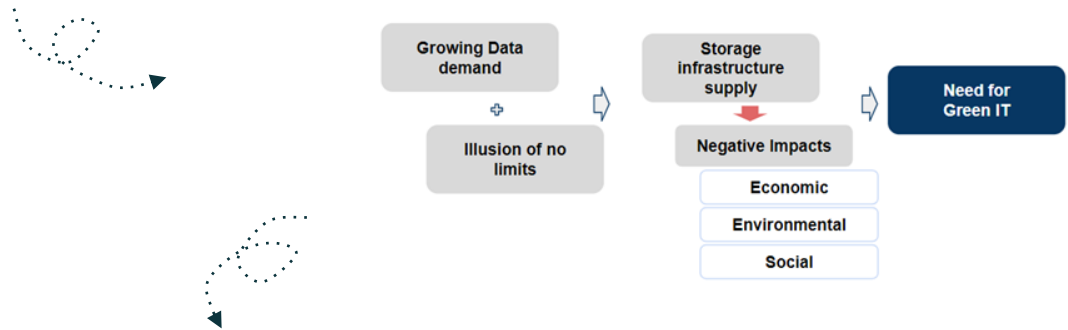 Growing Data
demand
Illusion of no
limits
Storage
infrastructure
supply
Negative Impacts
Economic
Environmental
Social
Need for
Green IT